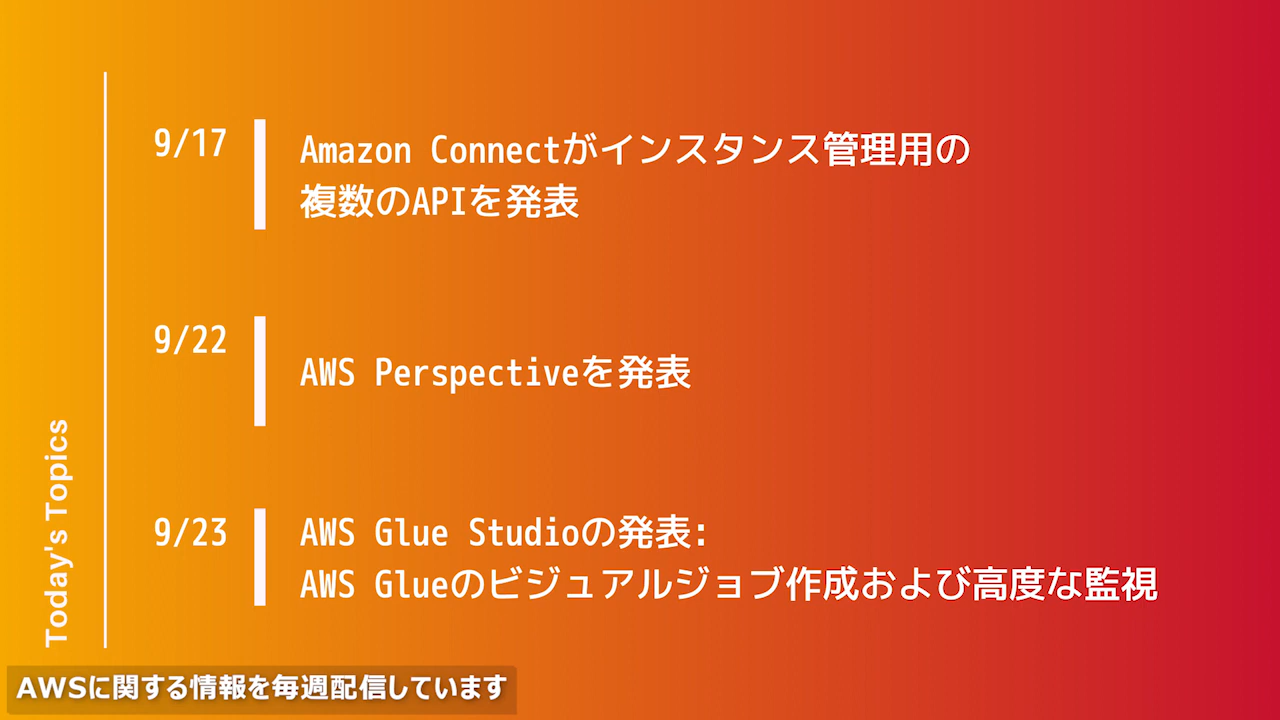 Today's Topics
9/17
Amazon Connectがインスタンス管理用の
複数のAPIを発表
9/22
AWS Perspectiveを発表
9/23
AWS Glue Studioの発表:
AWS Glueのビジュアルジョブ作成および高度な監視
AWSに関する情報を毎週配信しています